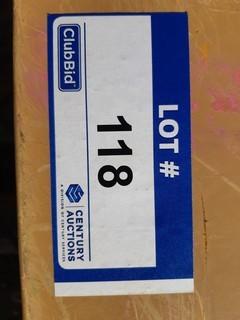 LOT #
118
ClubBid
CENTURY
AUCTIONS
A DIVISION OF CENTURY SERVICES